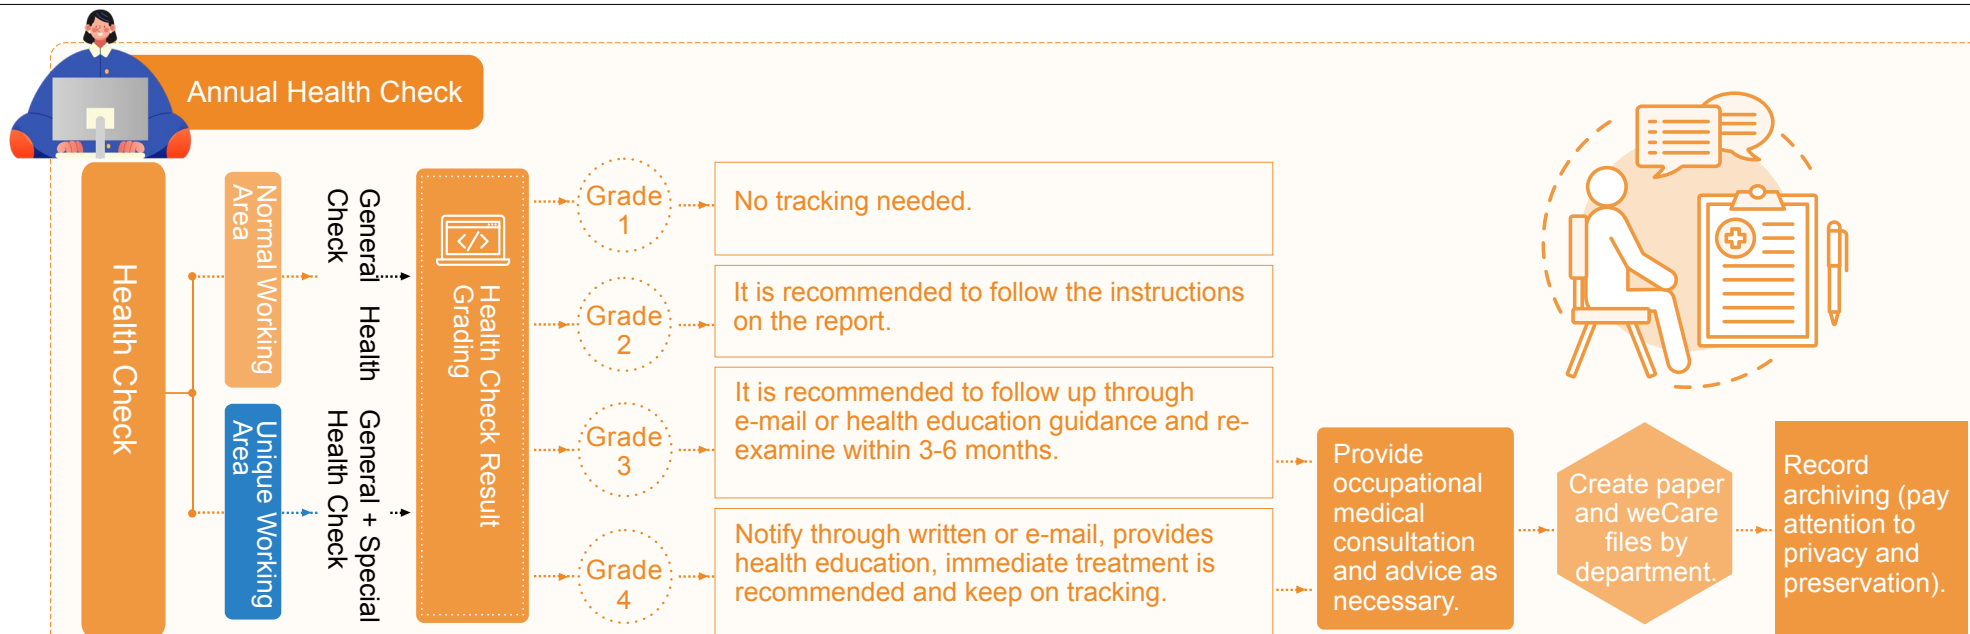 Annual Health Check
Health Check
Normal Working
Area
General Health
Check
Unique Working
Area
General + Special
Health Check
Health Check Result
Grading
Grade
1
No tracking needed.
Grade
2
It is recommended to follow the instructions
on the report.
Grade
3
It is recommended to follow up through
e-mail or health education guidance and re-
examine within 3-6 months.
Grade
4
Notify through written or e-mail, provides
health education, immediate treatment is
recommended and keep on tracking.
Provide
occupational
medical
consultation
and advice as
necessary.
Create paper
and weCare
files by
department.
Record
archiving (pay
attention to
privacy and
preservation).